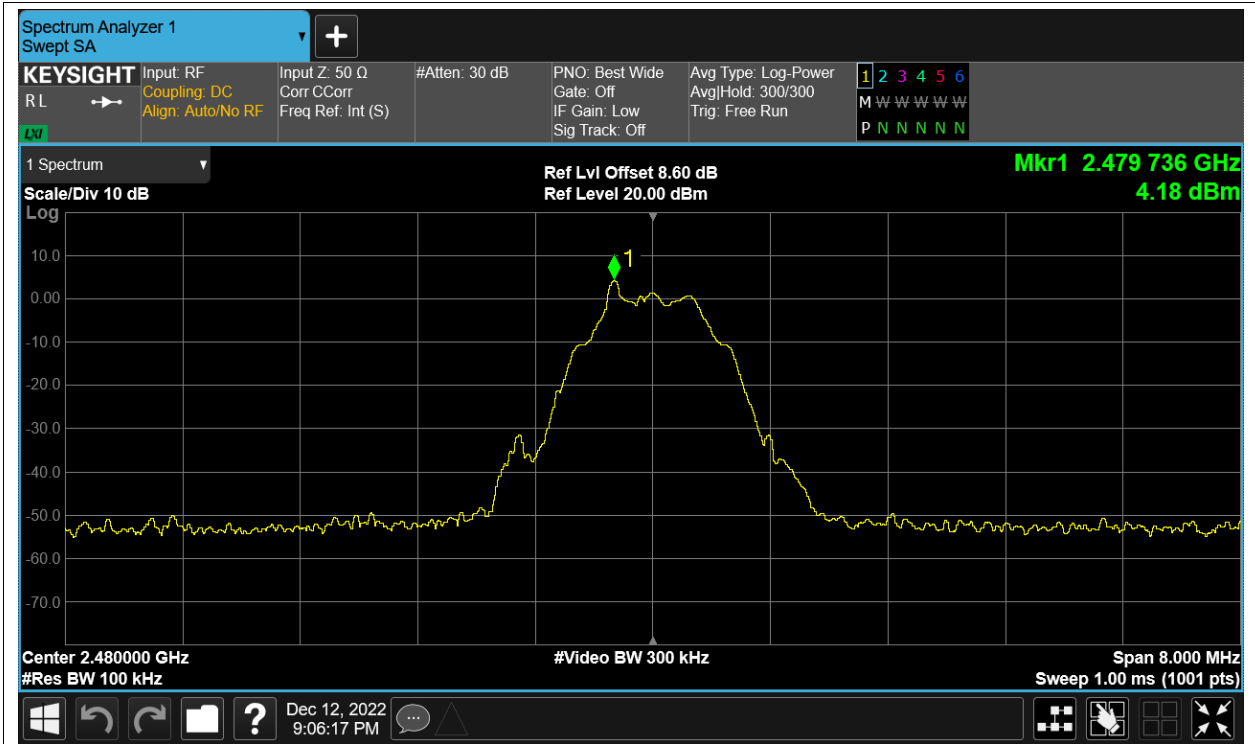 Spectrum Analyzer 1
Swept SA
KEYSIGHT
R L
LXI
Input: RF
Coupling: DC
Align: Auto/No RF
Input Z: 50 Ω
Corr CCorr
Freq Ref: Int (S)
#Atten: 30 dB
PNO: Best Wide
Gate: Off
IF Gain: Low
Sig Track: Off
Avg Type: Log-Power
Avg|Hold: 300/300
Trig: Free Run
1 2 3 4 5 6
M W W W W W
P N N N N N
1 Spectrum
Scale/Div 10 dB
Log
Ref Lvl Offset 8.60 dB
Ref Level 20.00 dBm
Mkr1 2.479 736 GHz
4.18 dBm
1
10.0
0.00
-10.0
-20.0
-30.0
-40.0
-50.0
-60.0
-70.0
Center 2.480000 GHz
#Res BW 100 kHz
#Video BW 300 kHz
Span 8.000 MHz
Sweep 1.00 ms (1001 pts)
?
Dec 12, 2022
9:06:17 PM